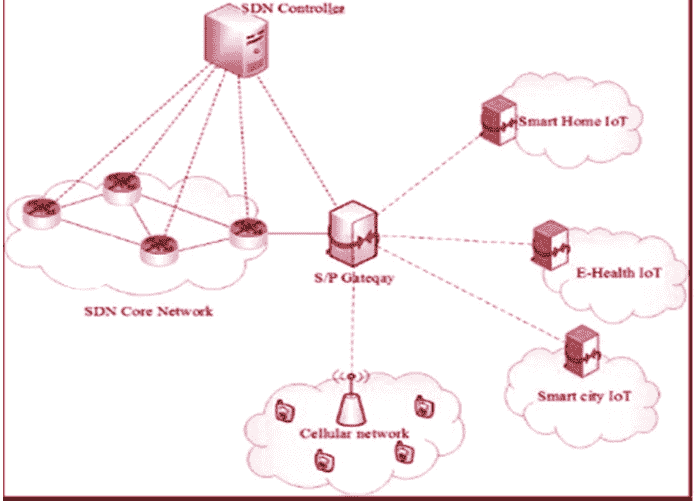 SDN Controller
Smart Home IoT
E-Health IoT
S/P Gateqay
SDN Core Network
Smart city IoT
Cellular network